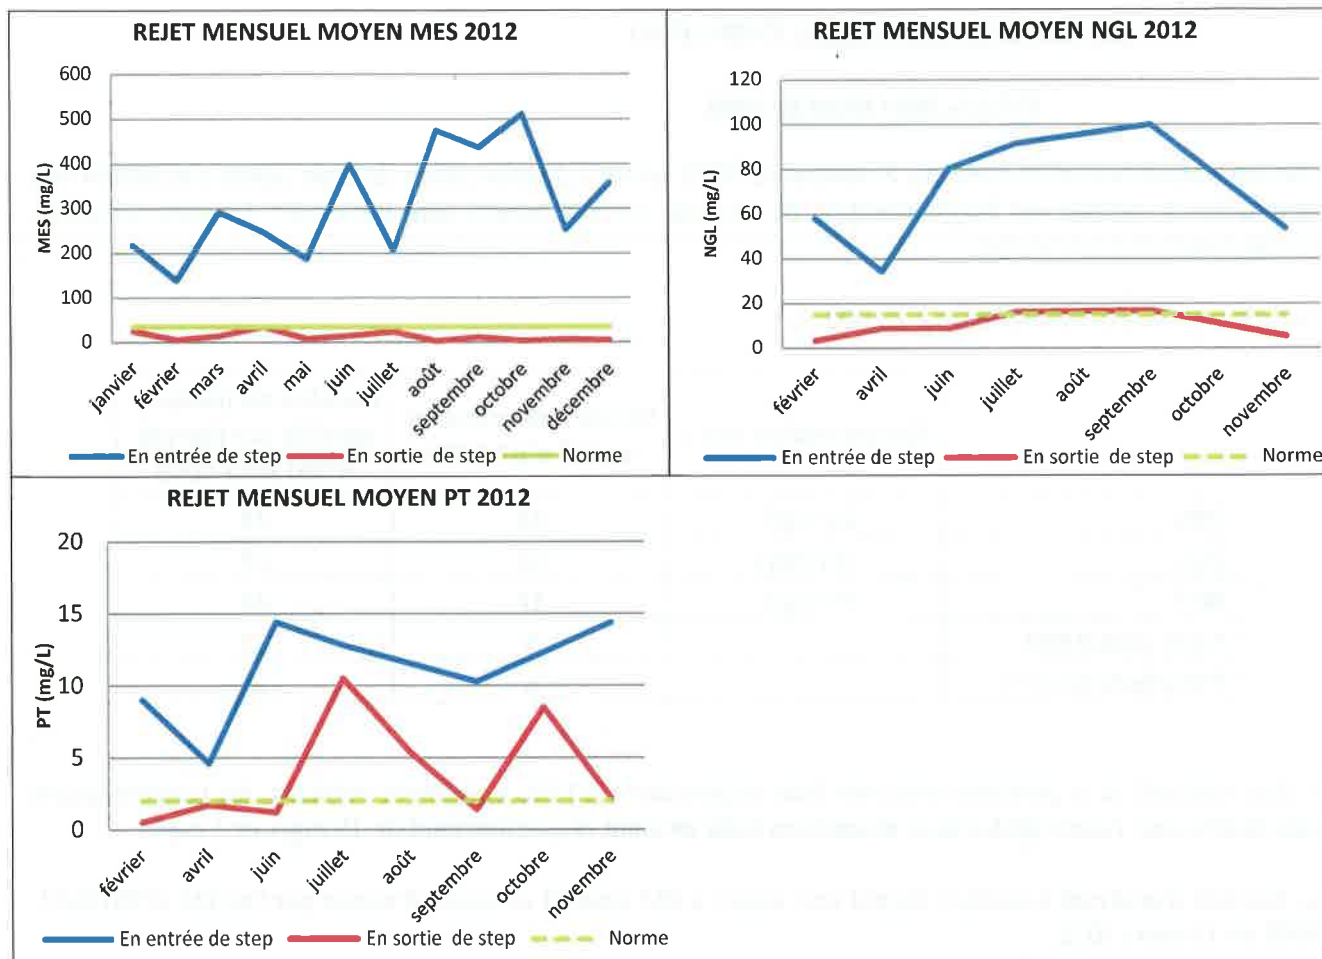 REJET MENSUEL MOYEN MES 2012
MES (mg/L)
600
500
400
300
200
100
0
janvier
février
mars
avril
mai
juin
juillet
août
septembre
octobre
novembre
décembre
En entrée de step
En sortie de step
Norme
REJET MENSUEL MOYEN NGL 2012
NGL (mg/L)
120
100
80
60
40
20
0
février
avril
juin
juillet
août
septembre
octobre
novembre
En entrée de step
En sortie de step
Norme
REJET MENSUEL MOYEN PT 2012
PT (mg/L)
20
15
10
5
0
février
avril
juin
juillet
août
septembre
octobre
novembre
En entrée de step
En sortie de step
Norme